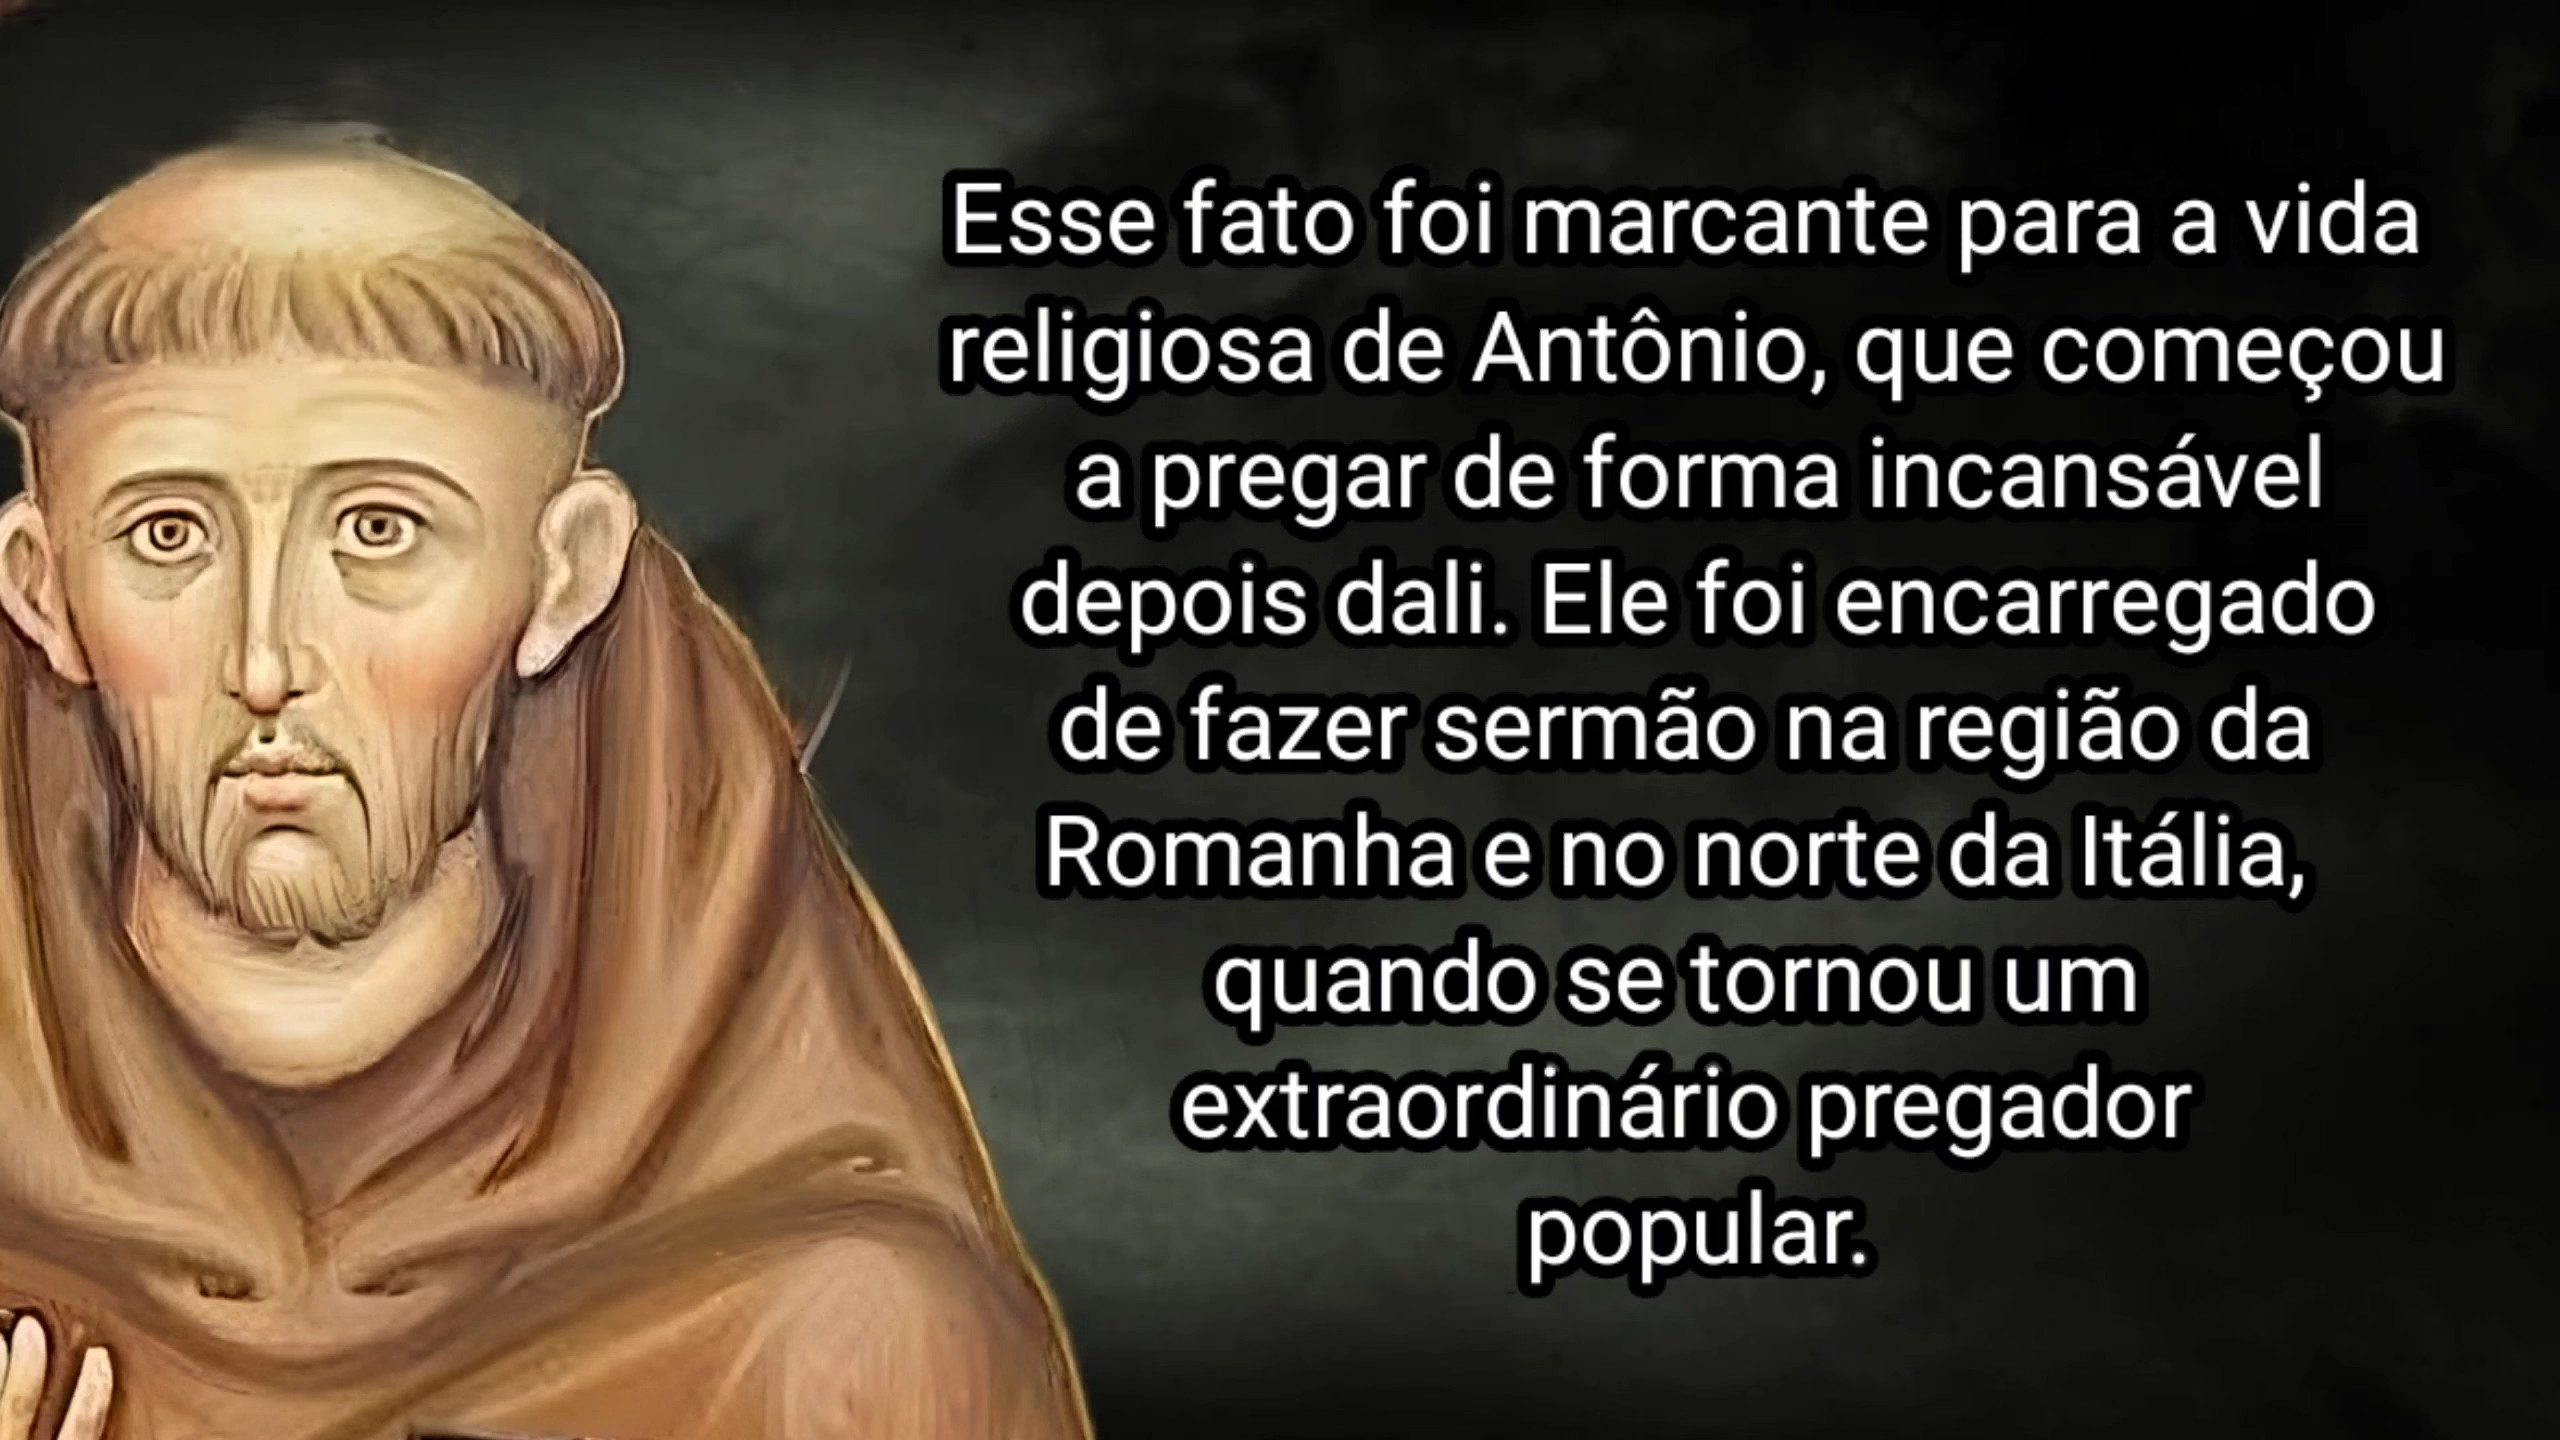 Esse fato foi marcante para a vida
religiosa de Antônio, que começou
a pregar de forma incansável
depois dali. Ele foi encarregado
de fazer sermão na região da
Romanha e no norte da Itália,
quando se tornou um
extraordinário pregador
popular.